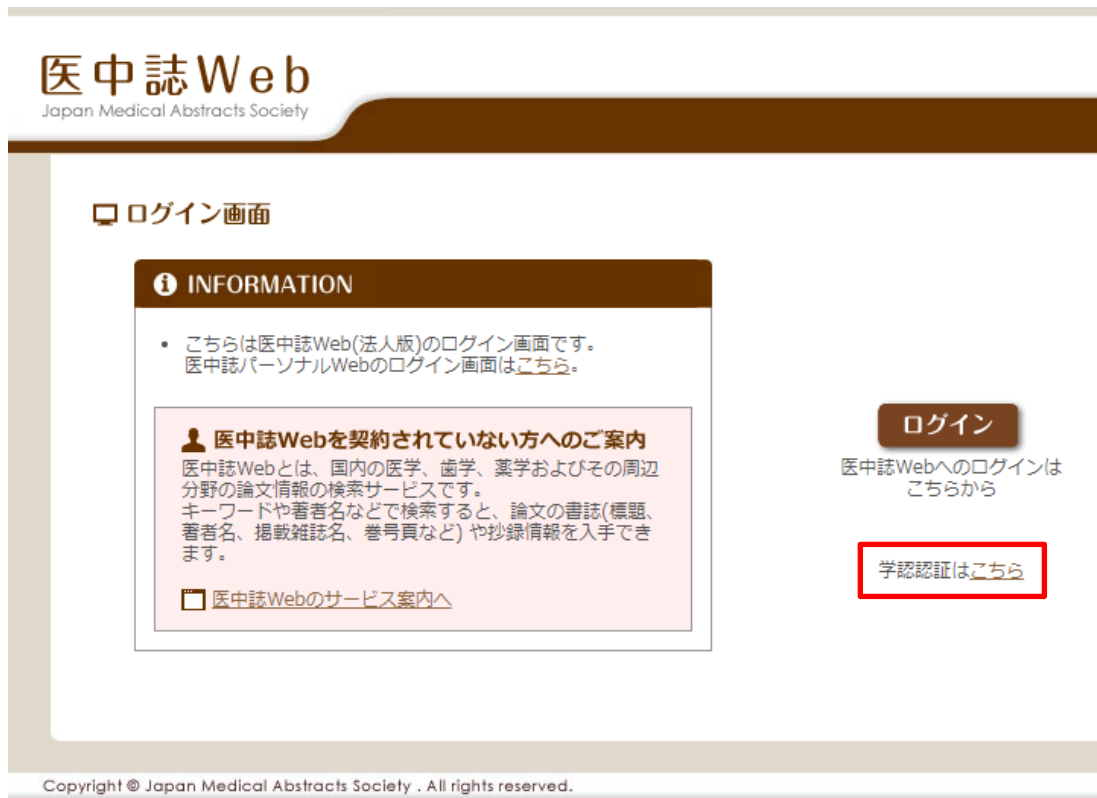 医中誌Web
Japan Medical Abstracts Society
ログイン画面
INFORMATION
• こちらは医中誌Web(法人版)のログイン画面です。
医中誌パーソナルWebのログイン画面はこちら。
医中誌Webを契約されていない方へのご案内
医中誌Webとは、国内の医学、歯学、薬学およびその周辺
分野の論文情報の検索サービスです。
キーワードや著者名などで検索すると、論文の書誌(標題、
著者名、掲載雑誌名、巻号頁など) や抄録情報を入手でき
ます。
医中誌Webのサービス案内へ
ログイン
医中誌Webへのログインは
こちらから
学認認証はこちら
Copyright © Japan Medical Abstracts Society . All rights reserved.